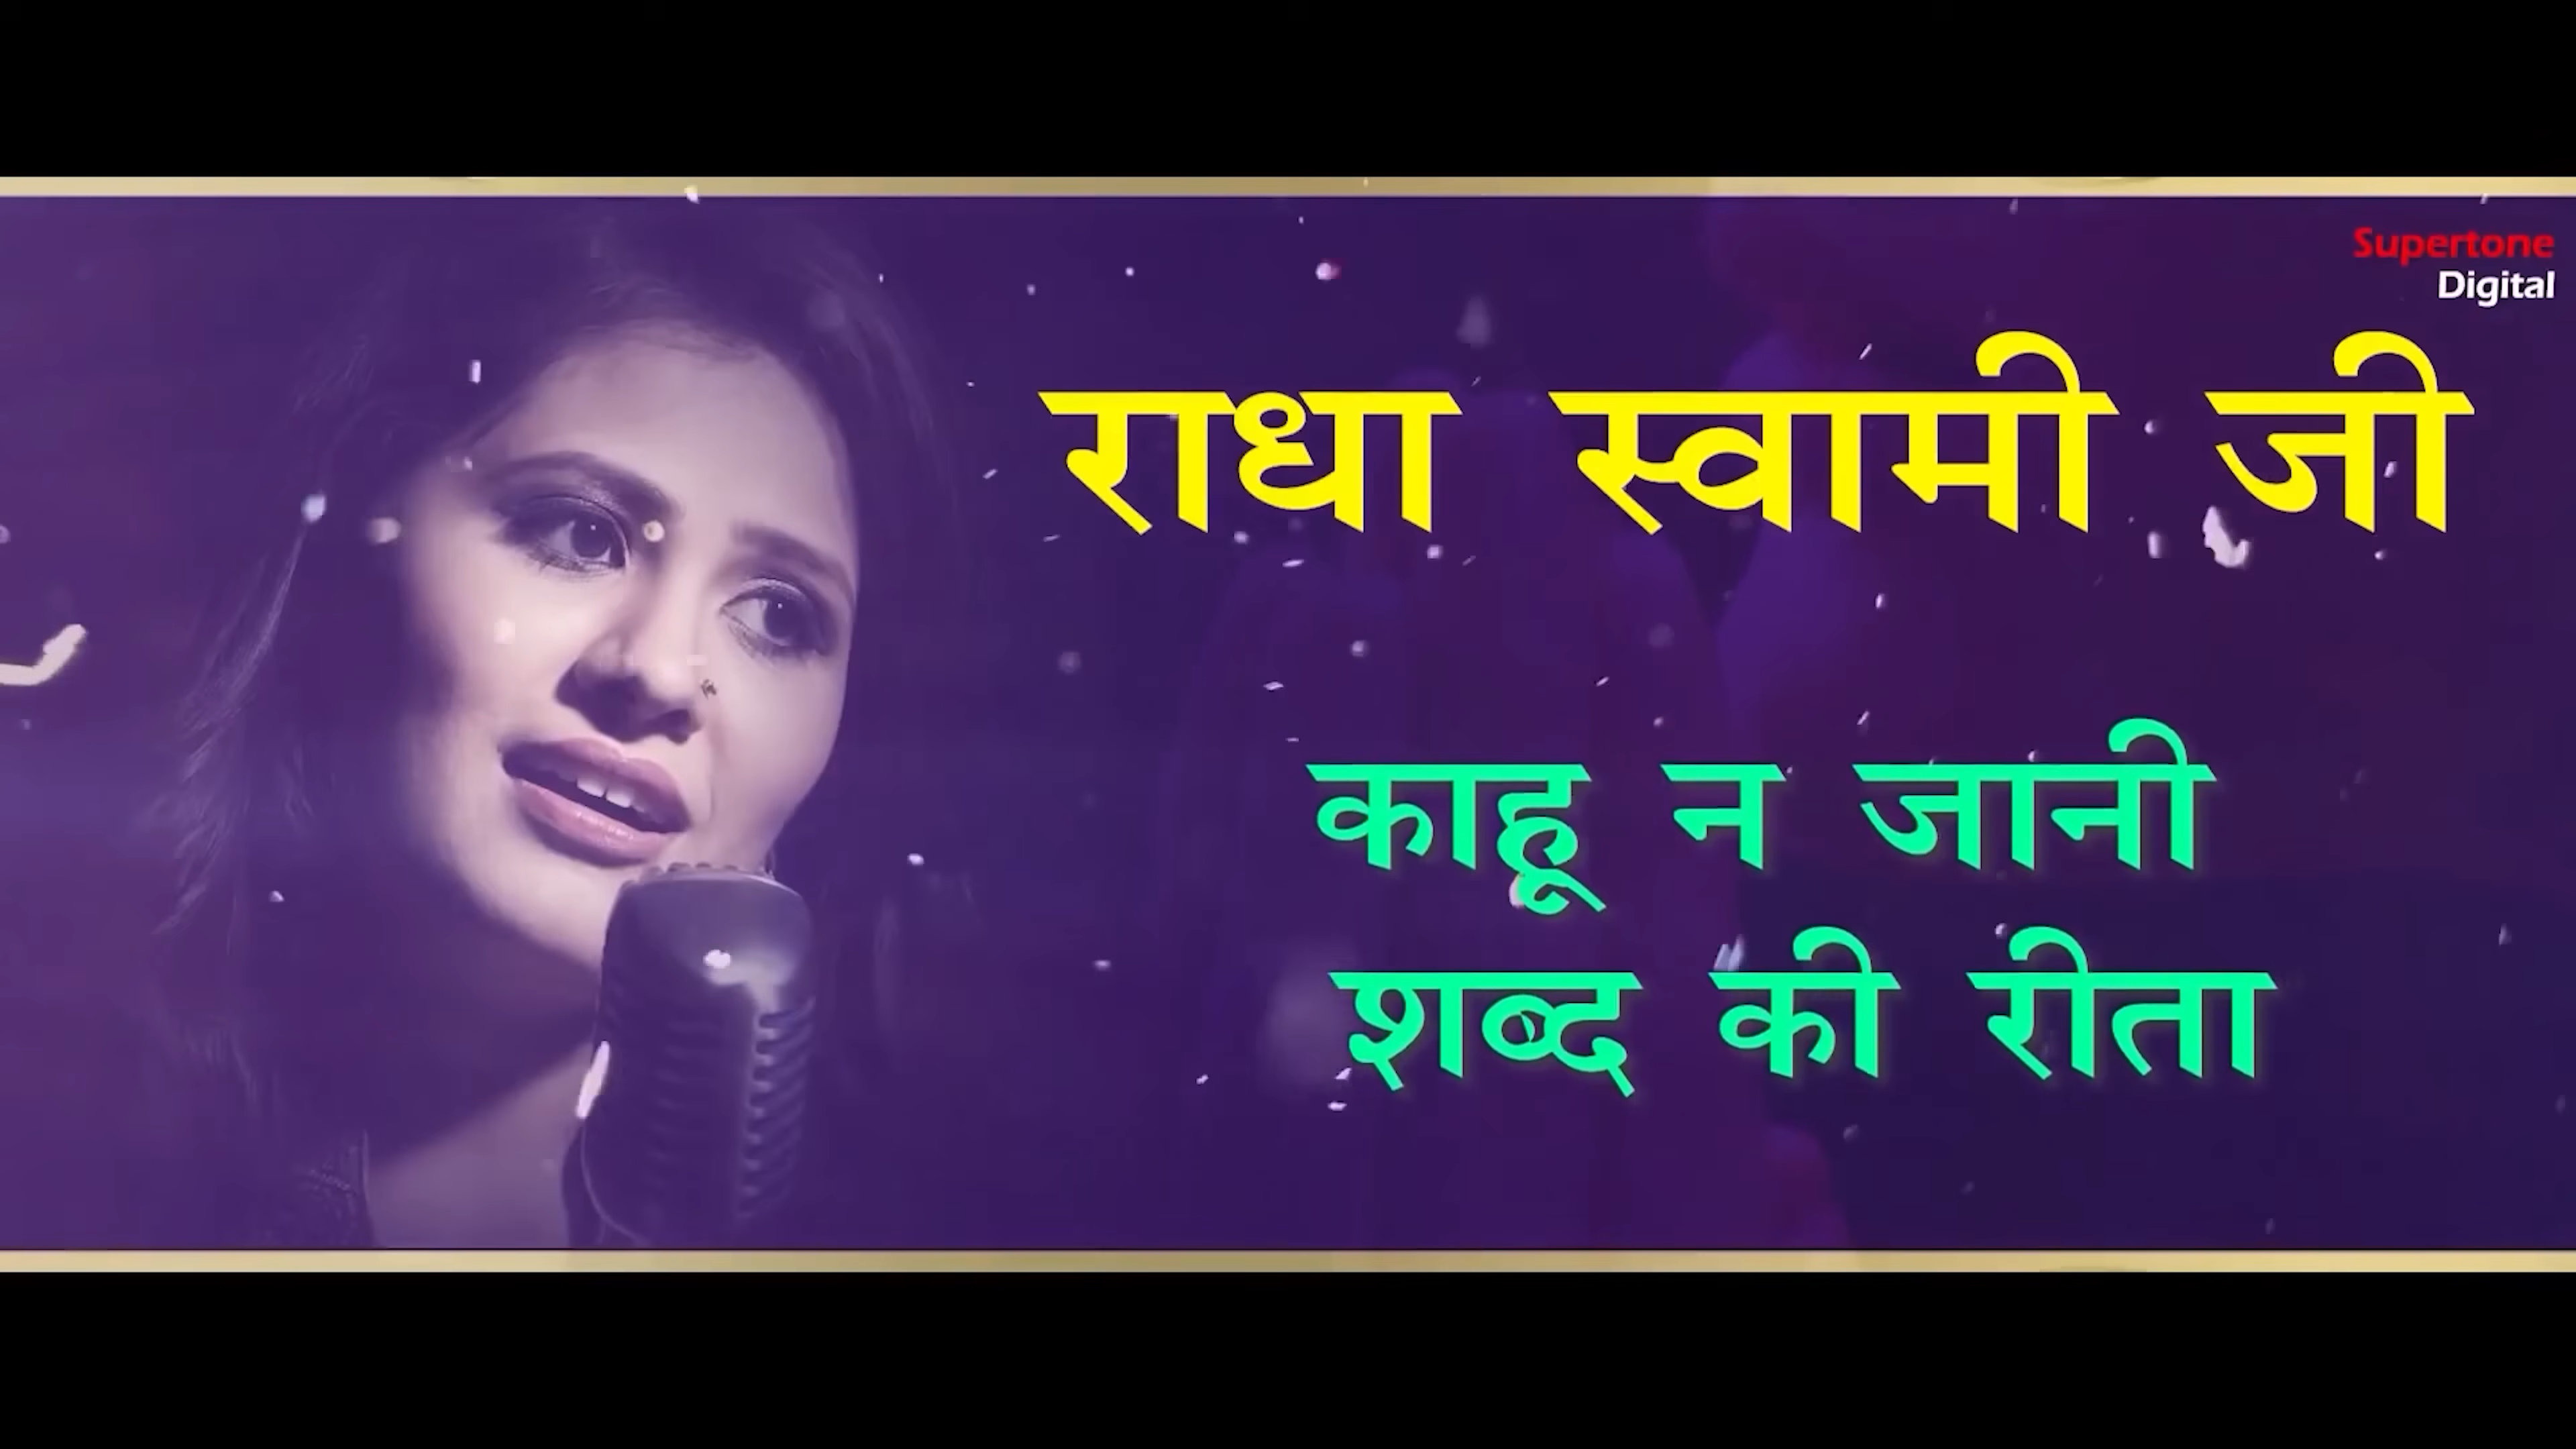 Supertone
Digital
राधा स्वामी जी
काहू न जानी
शब्द की रीता